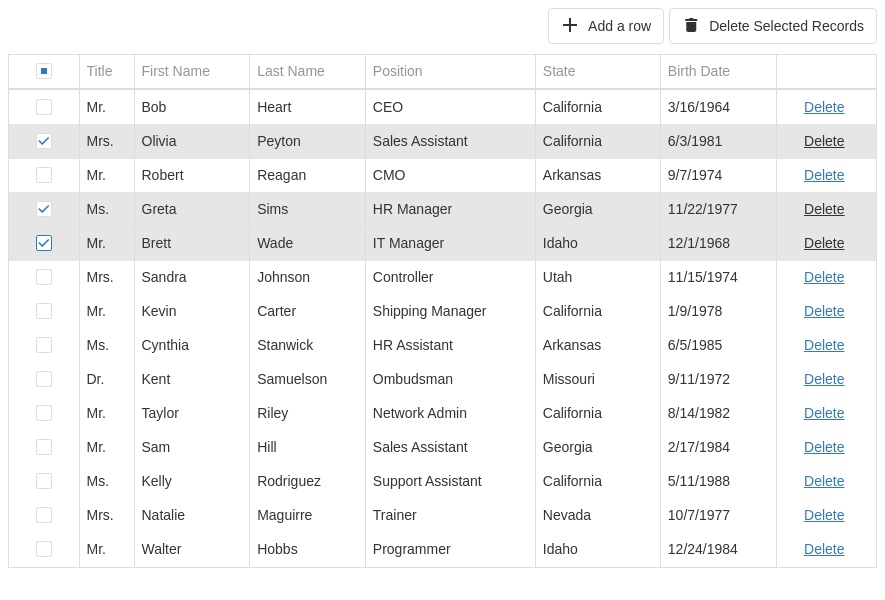 Add a row Delete Selected Records
Title First Name Last Name Position State Birth Date
Mr. Bob Heart CEO California 3/16/1964 Delete
Mrs. Olivia Peyton Sales Assistant California 6/3/1981 Delete
Mr. Robert Reagan CMO Arkansas 9/7/1974 Delete
Ms. Greta Sims HR Manager Georgia 11/22/1977 Delete
Mr. Brett Wade IT Manager Idaho 12/1/1968 Delete
Mrs. Sandra Johnson Controller Utah 11/15/1974 Delete
Mr. Kevin Carter Shipping Manager California 1/9/1978 Delete
Ms. Cynthia Stanwick HR Assistant Arkansas 6/5/1985 Delete
Dr. Kent Samuelson Ombudsman Missouri 9/11/1972 Delete
Mr. Taylor Riley Network Admin California 8/14/1982 Delete
Mr. Sam Hill Sales Assistant Georgia 2/17/1984 Delete
Ms. Kelly Rodriguez Support Assistant California 5/11/1988 Delete
Mrs. Natalie Maguirre Trainer Nevada 10/7/1977 Delete
Mr. Walter Hobbs Programmer Idaho 12/24/1984 Delete